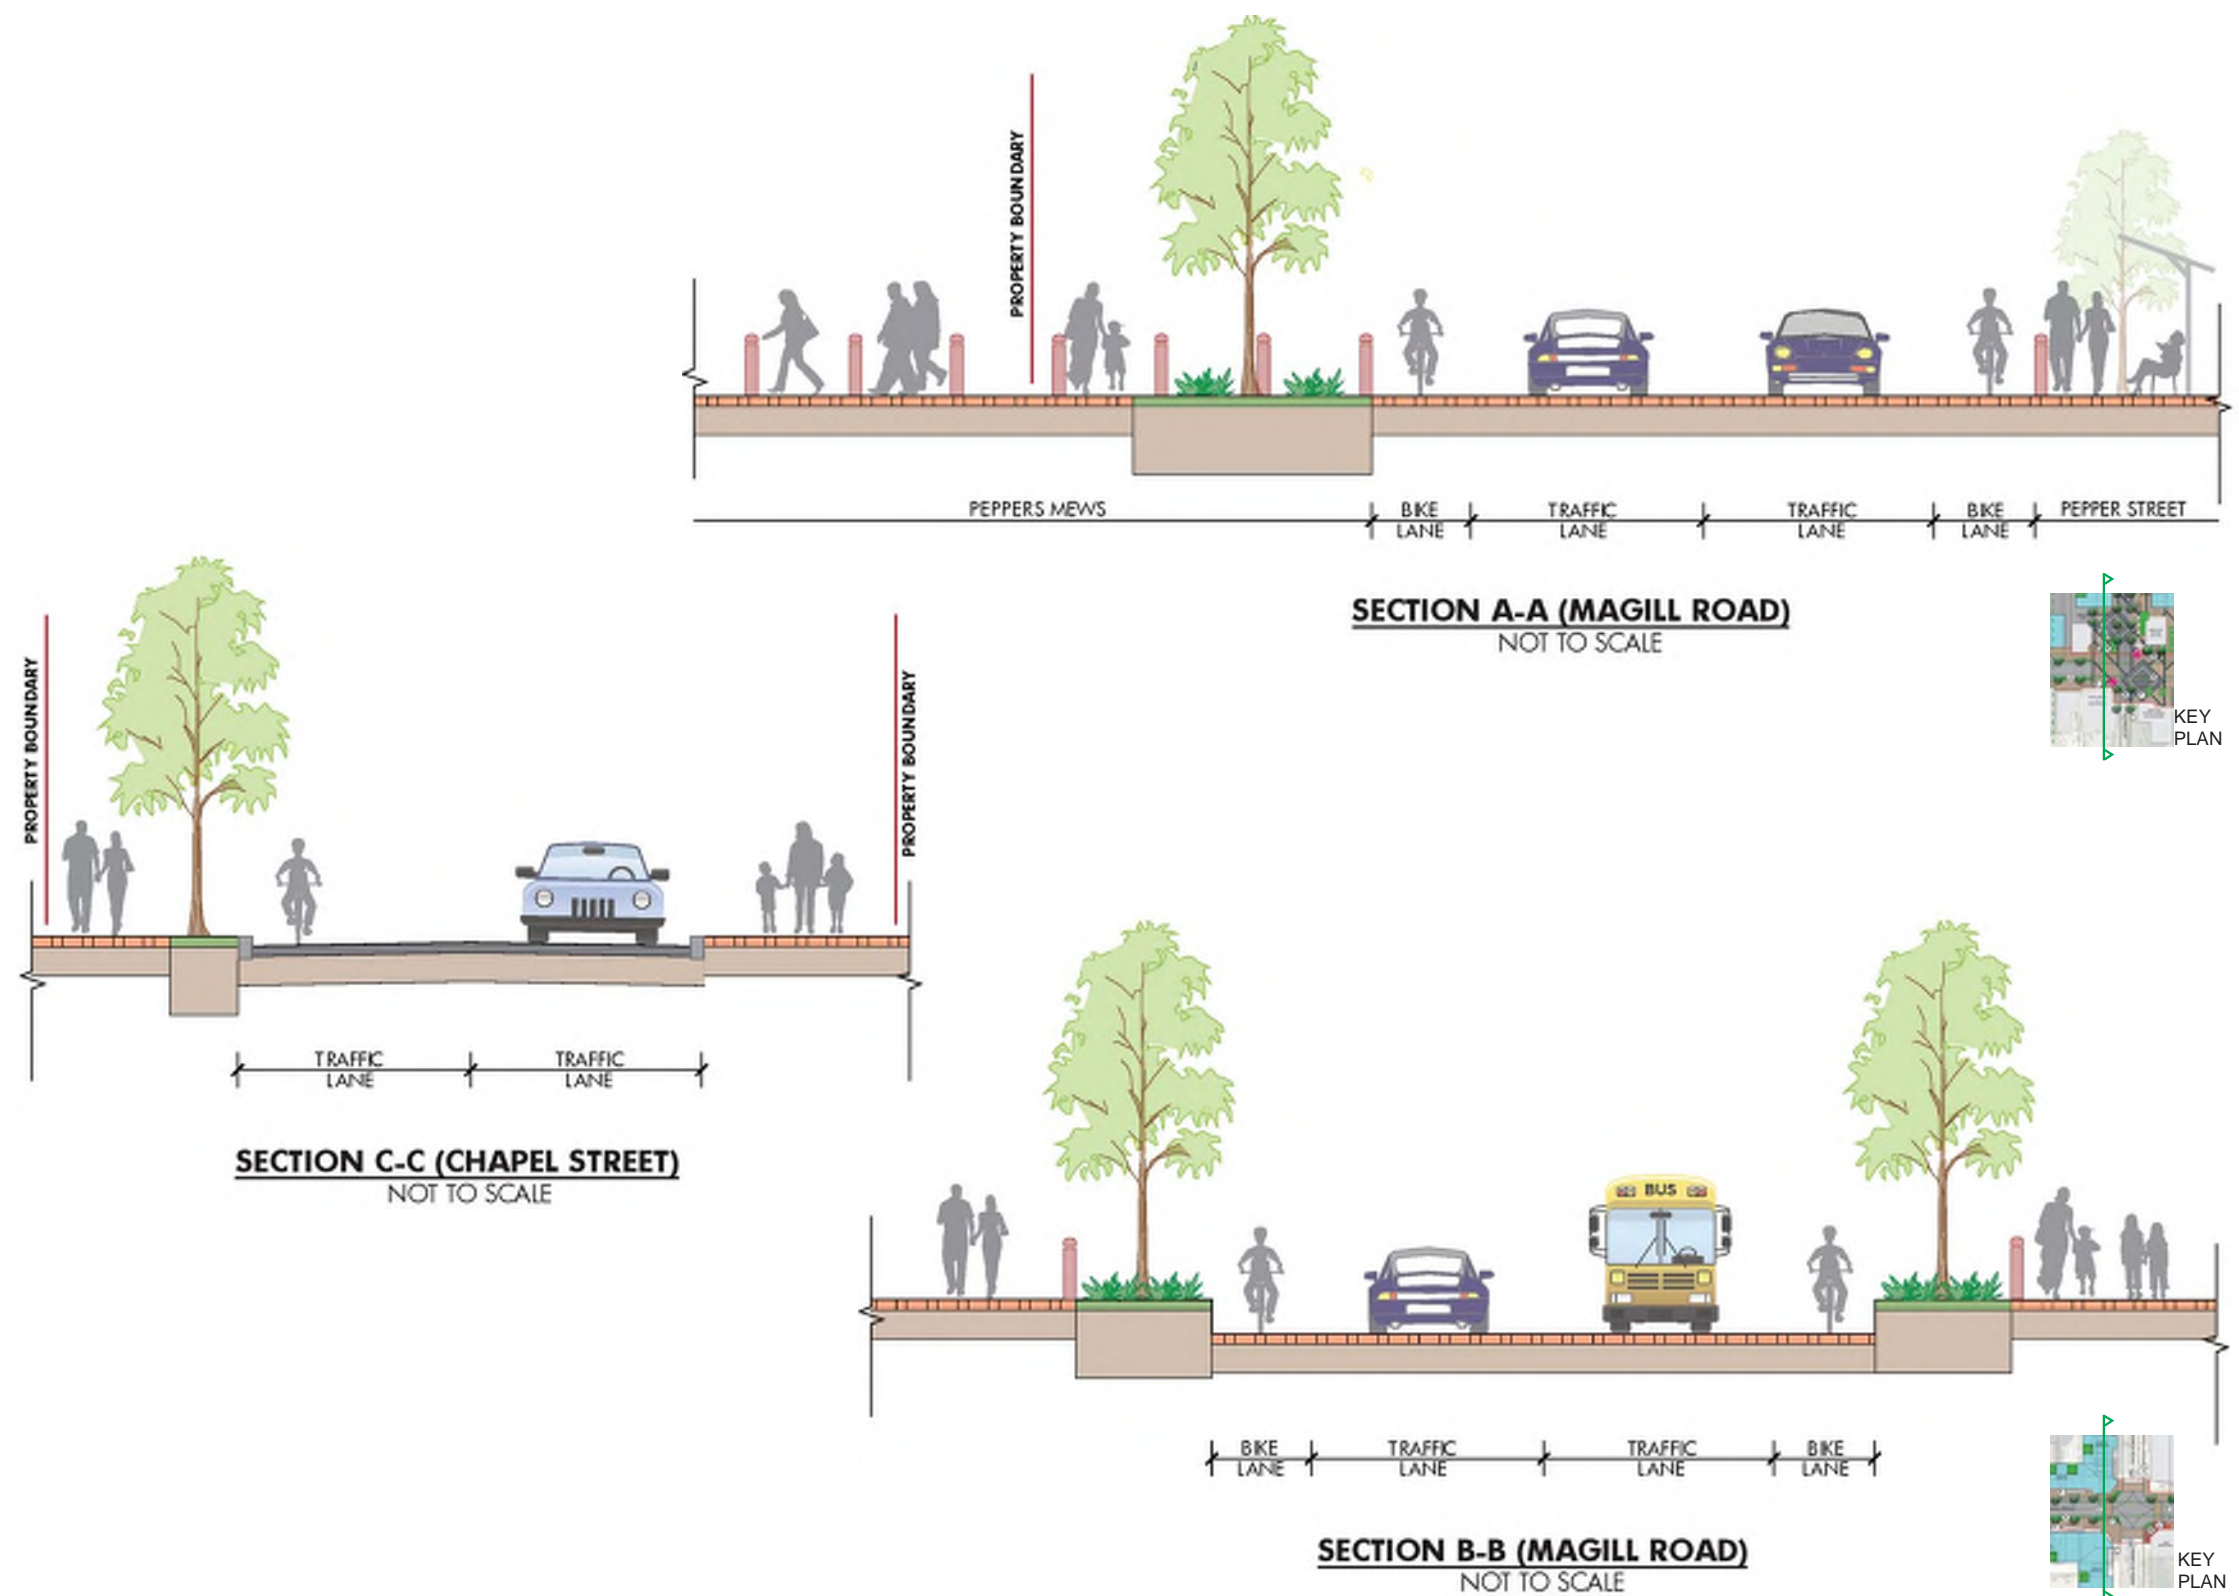 PROPERTY BOUNDARY
PEPPERS MEWS
BIKE
LANE
TRAFFIC
LANE
TRAFFIC
LANE
BIKE
LANE
PEPPER STREET
SECTION A-A (MAGILL ROAD)
NOT TO SCALE
KEY
PLAN
PROPERTY BOUNDARY
PROPERTY BOUNDARY
TRAFFIC
LANE
TRAFFIC
LANE
SECTION C-C (CHAPEL STREET)
NOT TO SCALE
BUS
BIKE
LANE
TRAFFIC
LANE
TRAFFIC
LANE
BIKE
LANE
SECTION B-B (MAGILL ROAD)
NOT TO SCALE
KEY
PLAN